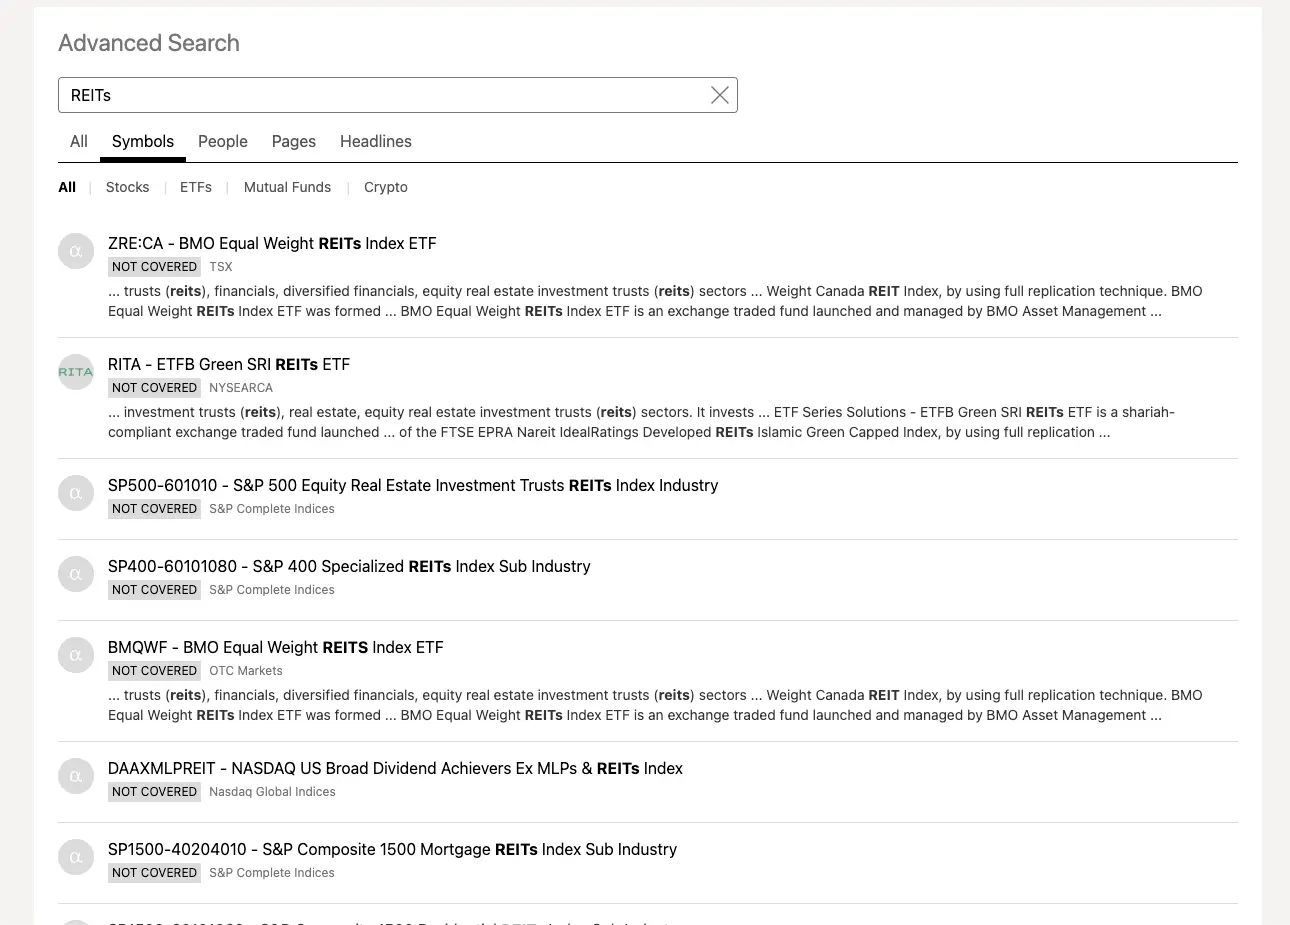 Advanced Search
REITs
All Symbols People Pages Headlines
All | Stocks | ETFs | Mutual Funds | Crypto
α ZRE:CA - BMO Equal Weight REITs Index ETF
NOT COVERED TSX
... trusts (reits), financials, diversified financials, equity real estate investment trusts (reits) sectors ... Weight Canada REIT Index, by using full replication technique. BMO
Equal Weight REITs Index ETF was formed ... BMO Equal Weight REITs Index ETF is an exchange traded fund launched and managed by BMO Asset Management ...
RITA RITA - ETFB Green SRI REITs ETF
NOT COVERED NYSEARCA
... investment trusts (reits), real estate, equity real estate investment trusts (reits) sectors. It invests ... ETF Series Solutions - ETFB Green SRI REITs ETF is a shariah-
compliant exchange traded fund launched ... of the FTSE EPRA Nareit IdealRatings Developed REITs Islamic Green Capped Index, by using full replication ...
α SP500-601010 - S&P 500 Equity Real Estate Investment Trusts REITs Index Industry
NOT COVERED S&P Complete Indices
α SP400-60101080 - S&P 400 Specialized REITs Index Sub Industry
NOT COVERED S&P Complete Indices
α BMQWF - BMO Equal Weight REITS Index ETF
NOT COVERED OTC Markets
... trusts (reits), financials, diversified financials, equity real estate investment trusts (reits) sectors ... Weight Canada REIT Index, by using full replication technique. BMO
Equal Weight REITs Index ETF was formed ... BMO Equal Weight REITs Index ETF is an exchange traded fund launched and managed by BMO Asset Management ...
α DAAXMLPREIT - NASDAQ US Broad Dividend Achievers Ex MLPs & REITs Index
NOT COVERED Nasdaq Global Indices
α SP1500-40204010 - S&P Composite 1500 Mortgage REITs Index Sub Industry
NOT COVERED S&P Complete Indices